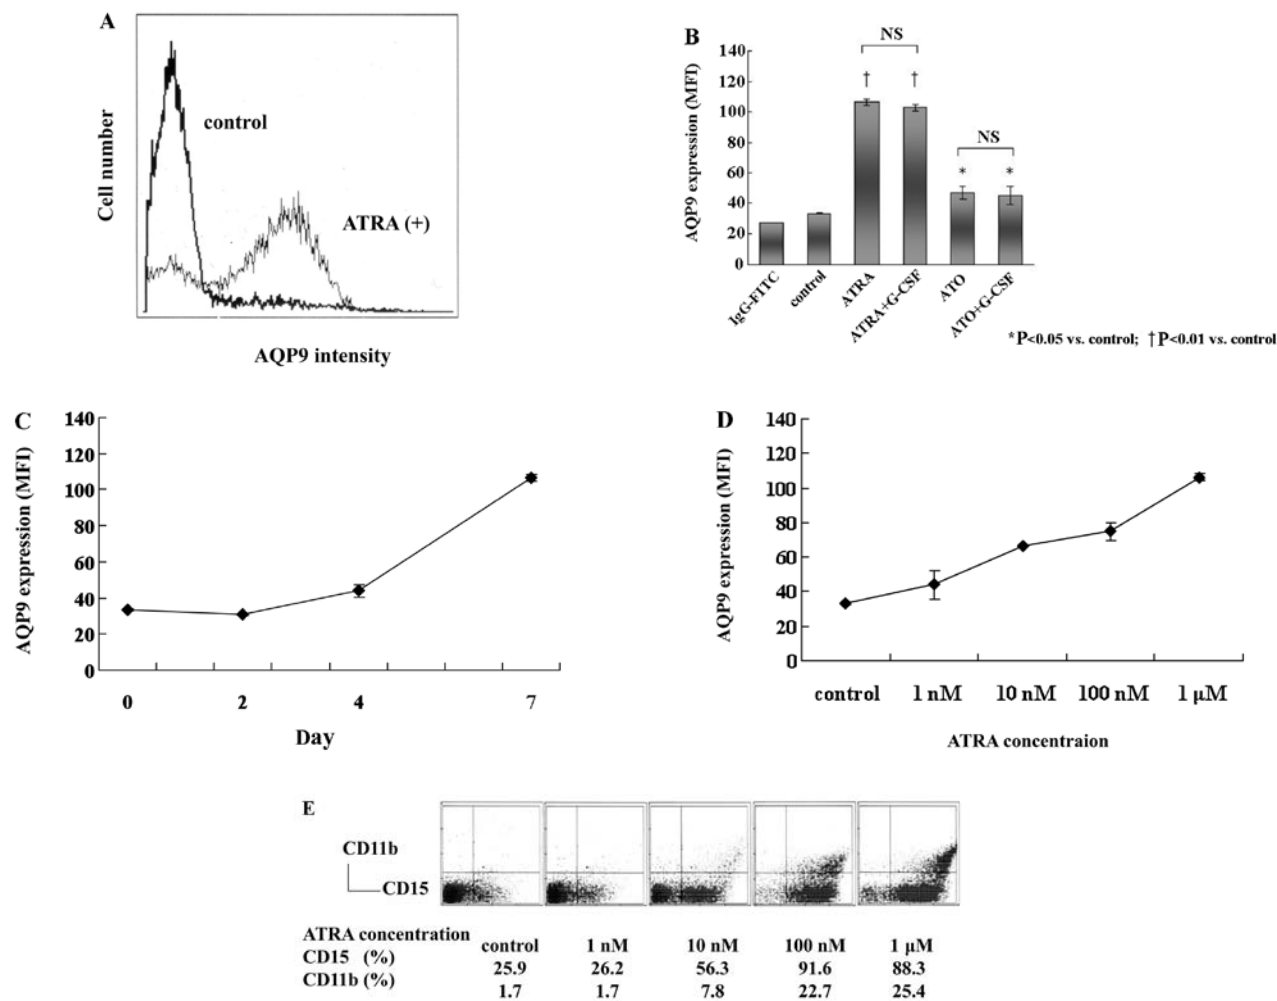 A
control
ATRA (+)
Cell number
AQP9 intensity
B
NS
140
120
100
80
60
40
20
0
AQP9 expression (MFI)
†
†
NS
*
*
IgG-FITC
control
ATRA
ATRA+G-CSF
ATO
ATO+G-CSF
*P<0.05 vs. control; †P<0.01 vs. control
C
140
120
100
80
60
40
20
0
AQP9 expression (MFI)
0 2 4 7
Day
D
140
120
100
80
60
40
20
0
AQP9 expression (MFI)
control 1 nM 10 nM 100 nM 1 µM
ATRA concentraion
E
CD11b
CD15
ATRA concentration control 1 nM 10 nM 100 nM 1 µM
CD15 (%) 25.9 26.2 56.3 91.6 88.3
CD11b (%) 1.7 1.7 7.8 22.7 25.4